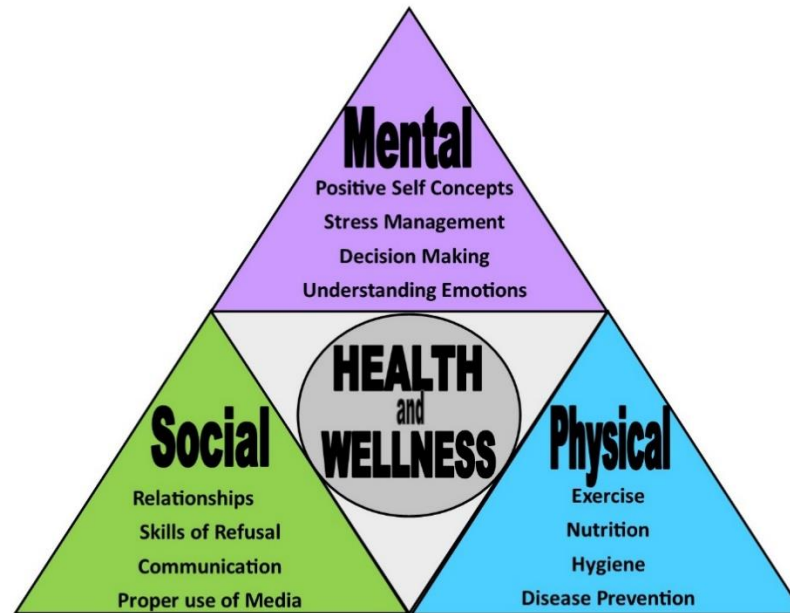 Mental
Positive Self Concepts
Stress Management
Decision Making
Understanding Emotions
HEALTH
and
WELLNESS
Social
Relationships
Skills of Refusal
Communication
Proper use of Media
Physical
Exercise
Nutrition
Hygiene
Disease Prevention